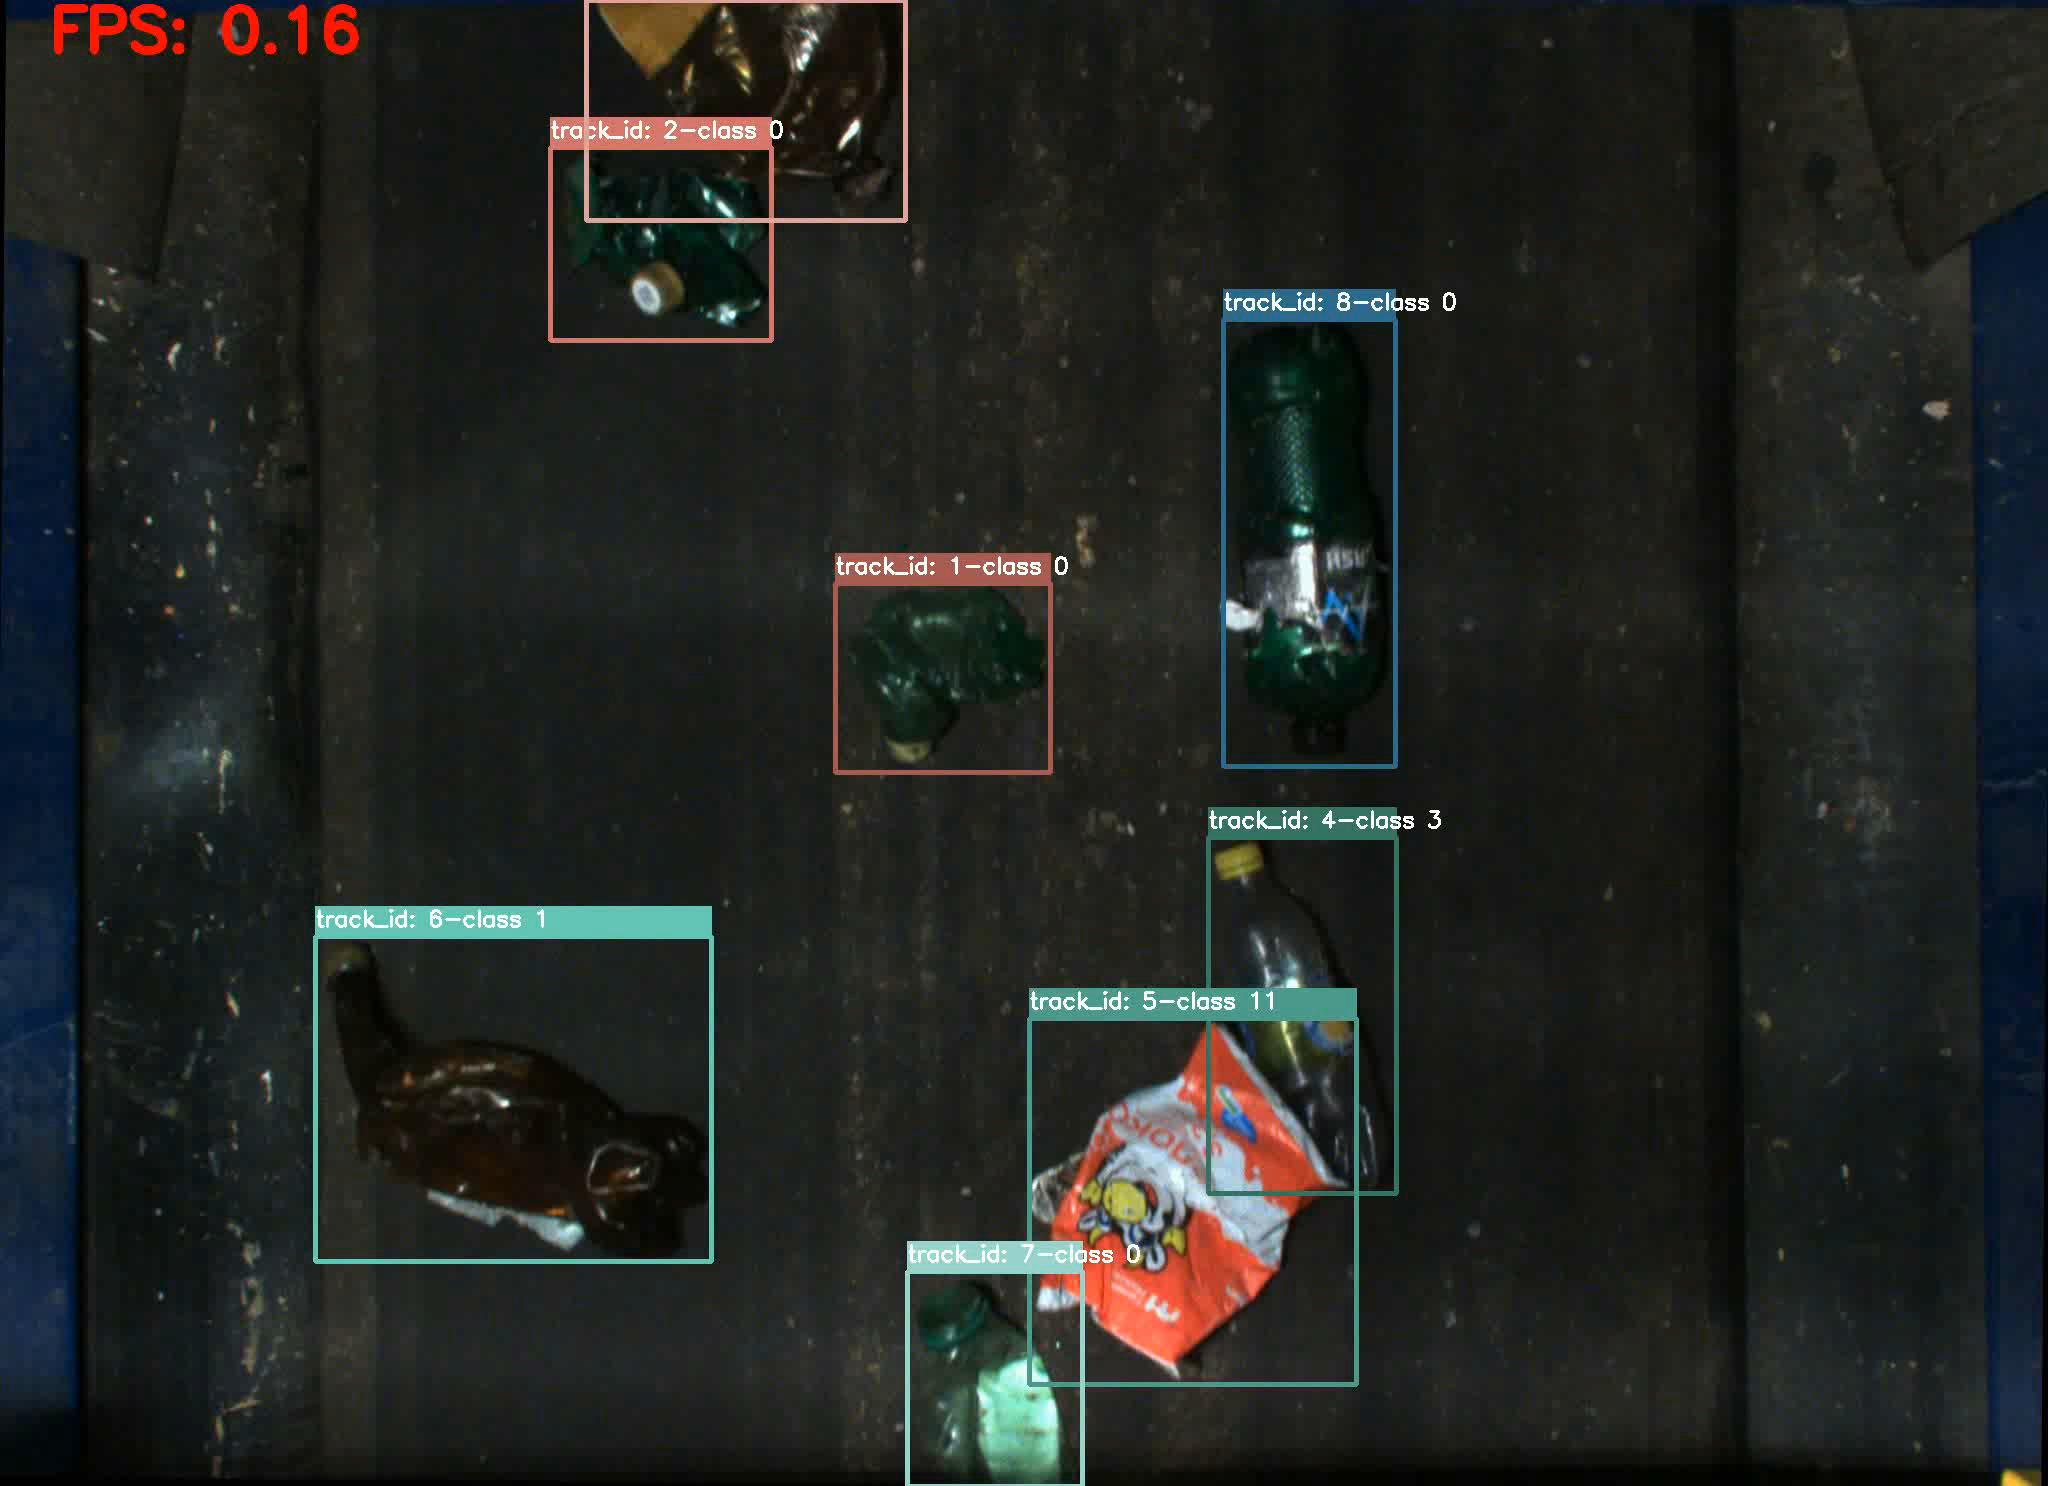 FPS: 0.16
track_id: 2-class 0
track_id: 8-class 0
track_id: 1-class 0
track_id: 4-class 3
track_id: 6-class 1
track_id: 5-class 11
track_id: 7-class 0